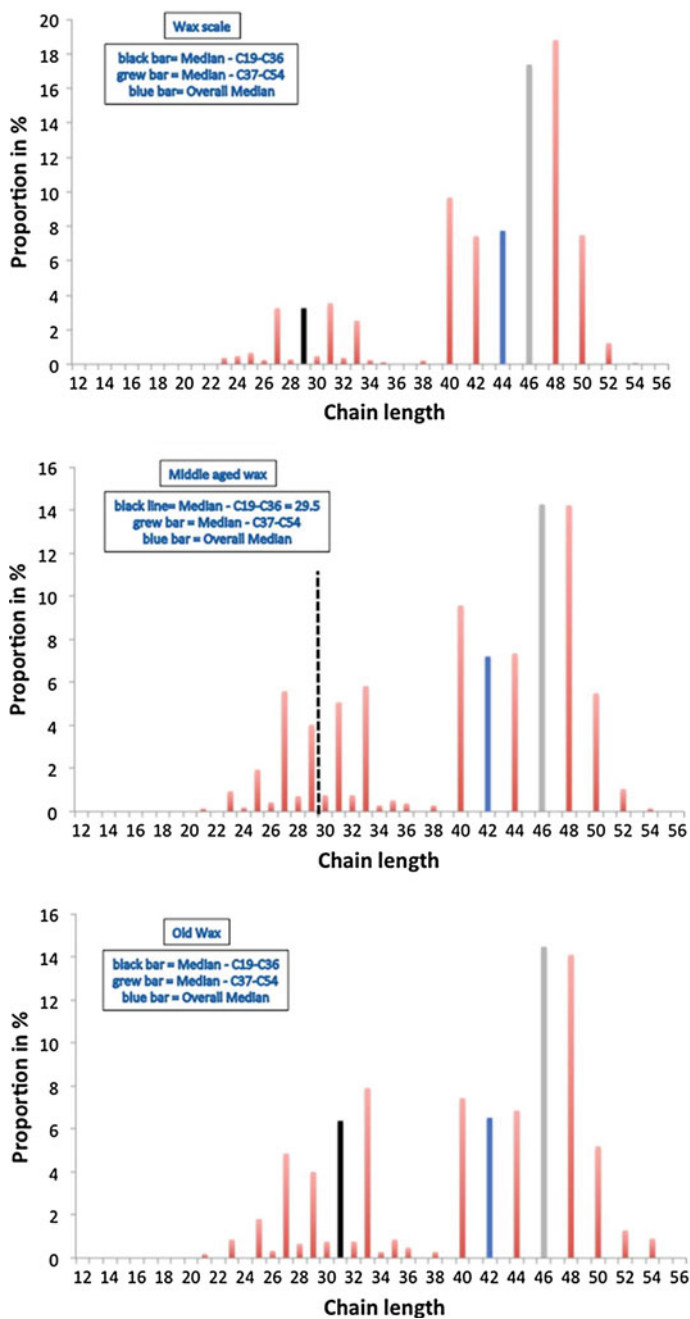 Wax scale
black bar= Median - C19-C36
grew bar= Median - C37-C54
blue bar= Overall Median
Proportion in %
20
18
16
14
12
10
8
6
4
2
0
12 14 16 18 20 22 24 26 28 30 32 34 36 38 40 42 44 46 48 50 52 54 56
Chain length
Middle aged wax
black line= Median - C19-C36 = 29.5
grew bar = Median - C37-C54
blue bar = Overall Median
Proportion in %
16
14
12
10
8
6
4
2
0
12 14 16 18 20 22 24 26 28 30 32 34 36 38 40 42 44 46 48 50 52 54 56
Chain length
Old Wax
black bar = Median - C19-C36
grew bar = Median - C37-C54
blue bar = Overall Median
Proportion in %
16
14
12
10
8
6
4
2
0
12 14 16 18 20 22 24 26 28 30 32 34 36 38 40 42 44 46 48 50 52 54 56
Chain length